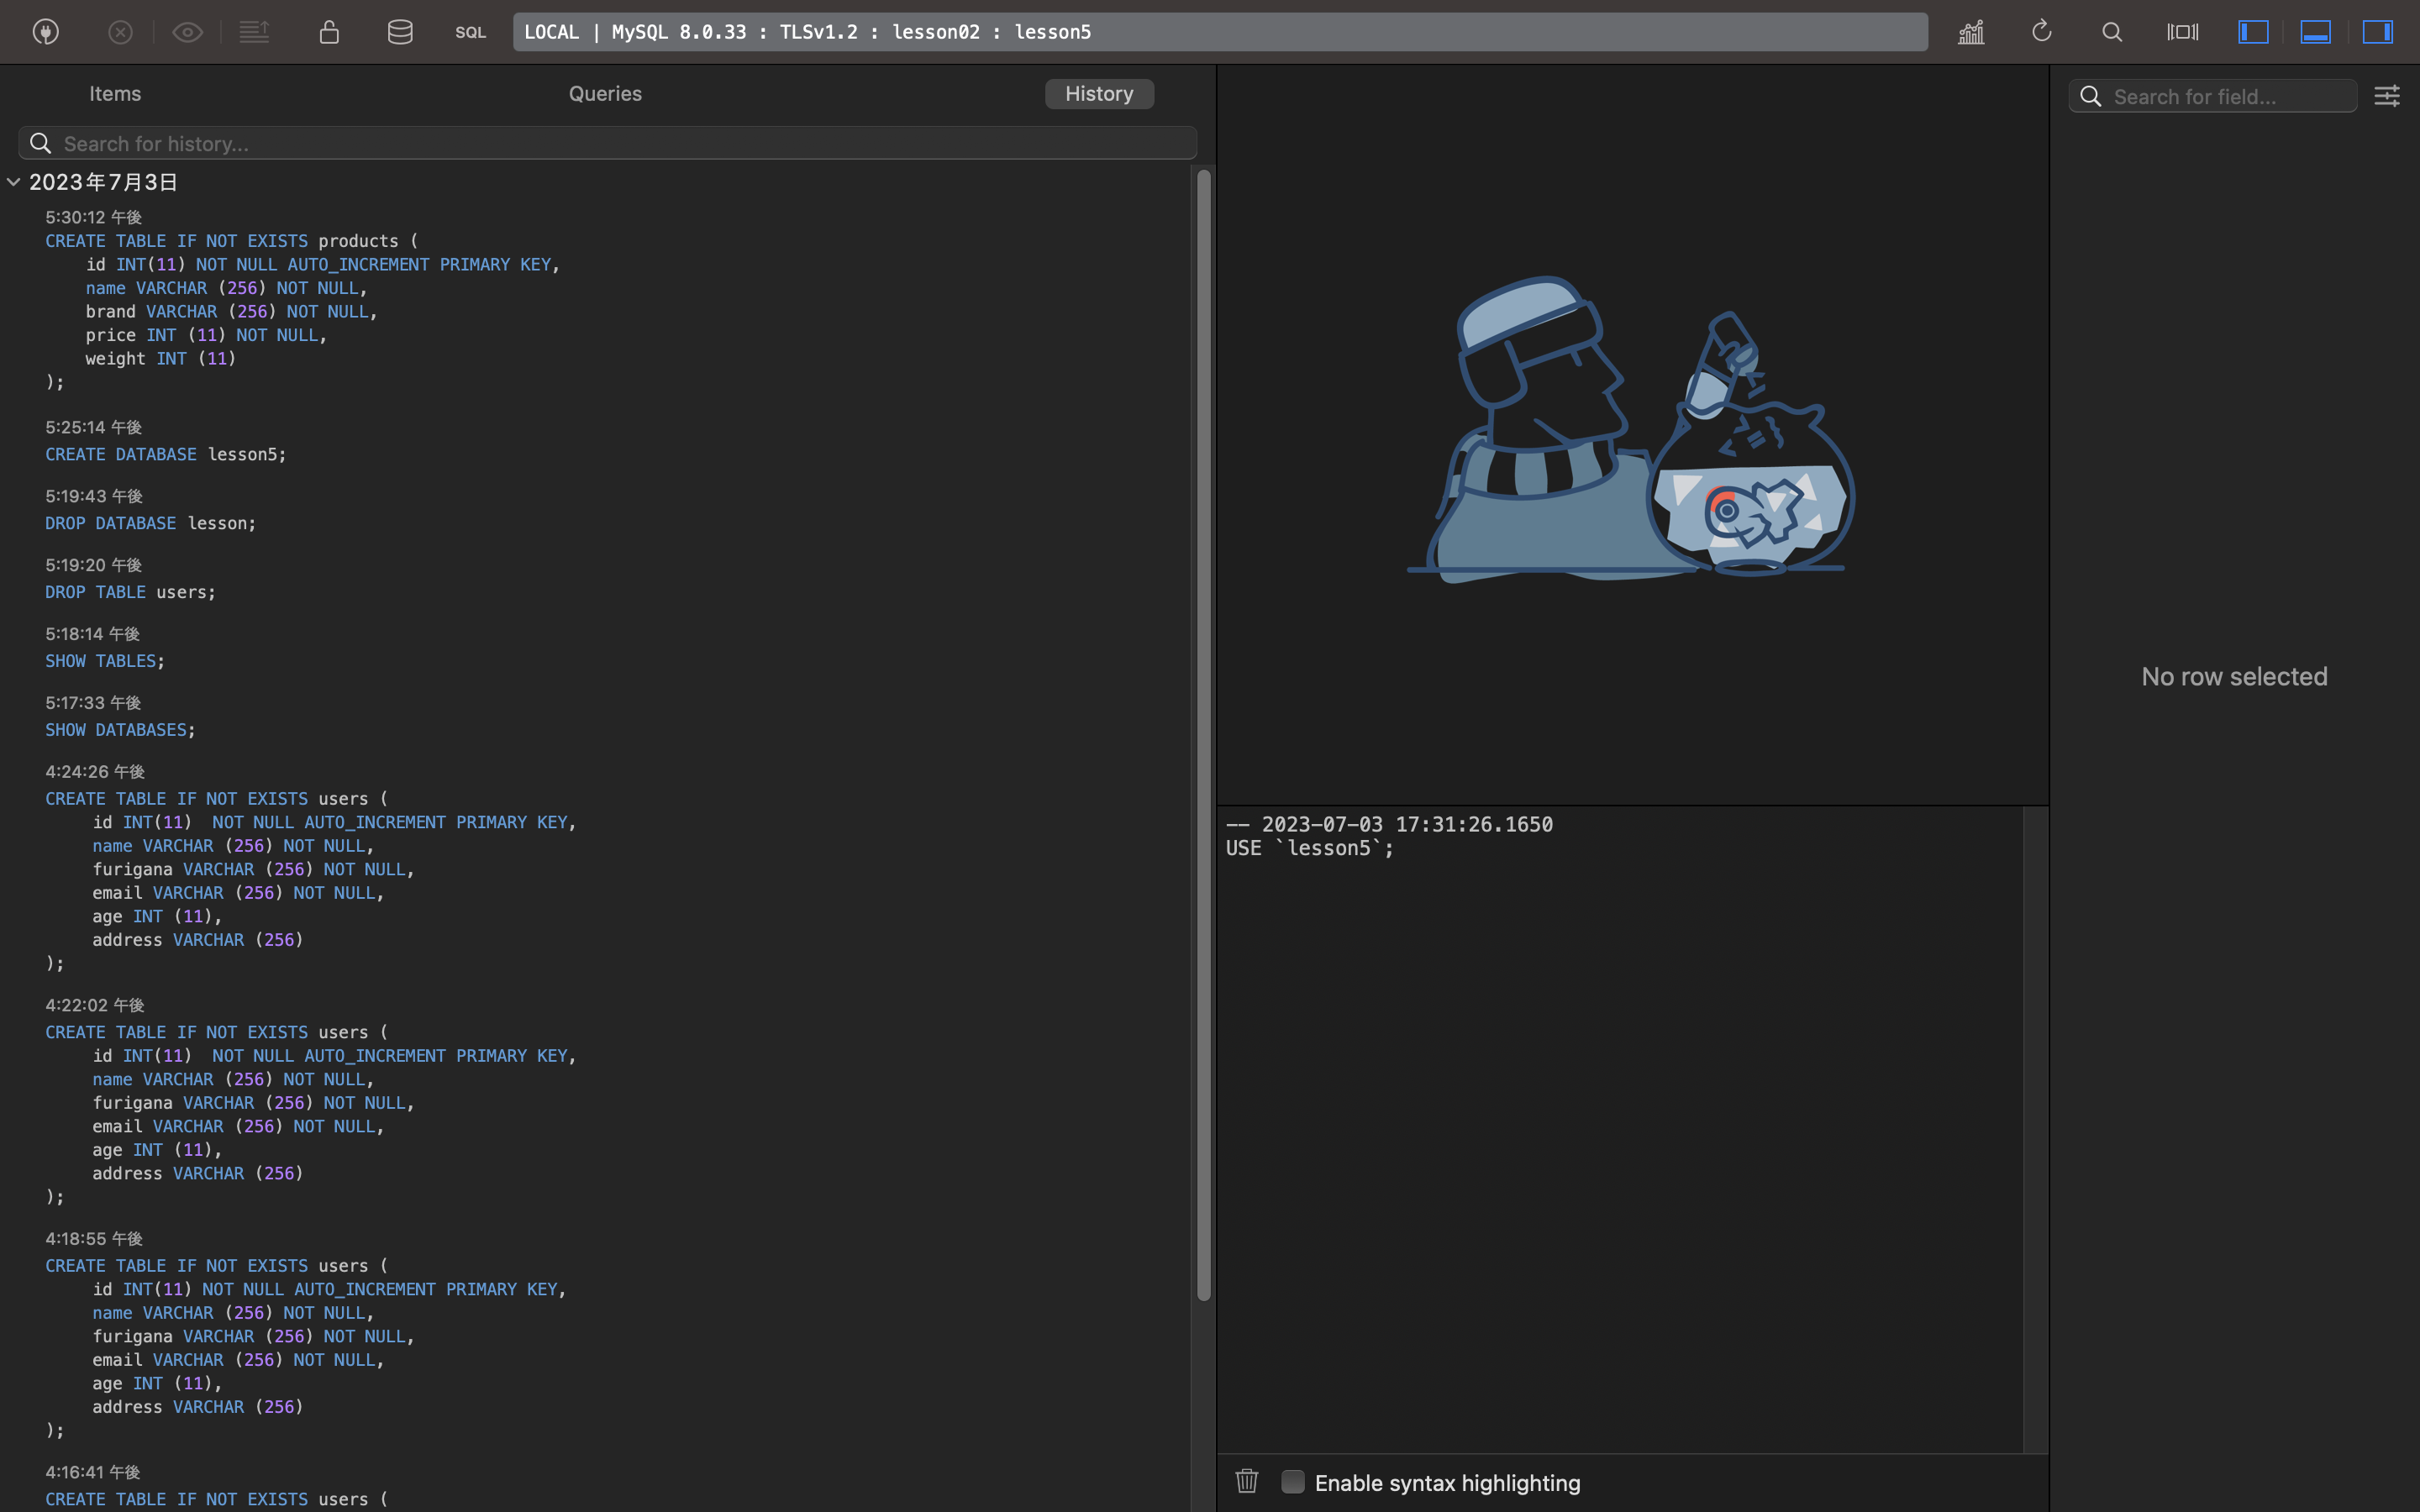 SQL
LOCAL | MySQL 8.0.33 : TLSv1.2 : lesson02 : lesson5
Items
Queries
History
Search for history...
2023年7月3日
5:30:12 午後
CREATE TABLE IF NOT EXISTS products (
id INT(11) NOT NULL AUTO_INCREMENT PRIMARY KEY,
name VARCHAR (256) NOT NULL,
brand VARCHAR (256) NOT NULL,
price INT (11) NOT NULL,
weight INT (11)
);
5:25:14 午後
CREATE DATABASE lesson5;
5:19:43 午後
DROP DATABASE lesson;
5:19:20 午後
DROP TABLE users;
5:18:14 午後
SHOW TABLES;
5:17:33 午後
SHOW DATABASES;
4:24:26 午後
CREATE TABLE IF NOT EXISTS users (
id INT(11)  NOT NULL AUTO_INCREMENT PRIMARY KEY,
name VARCHAR (256) NOT NULL,
furigana VARCHAR (256) NOT NULL,
email VARCHAR (256) NOT NULL,
age INT (11),
address VARCHAR (256)
);
4:22:02 午後
CREATE TABLE IF NOT EXISTS users (
id INT(11)  NOT NULL AUTO_INCREMENT PRIMARY KEY,
name VARCHAR (256) NOT NULL,
furigana VARCHAR (256) NOT NULL,
email VARCHAR (256) NOT NULL,
age INT (11),
address VARCHAR (256)
);
4:18:55 午後
CREATE TABLE IF NOT EXISTS users (
id INT(11) NOT NULL AUTO_INCREMENT PRIMARY KEY,
name VARCHAR (256) NOT NULL,
furigana VARCHAR (256) NOT NULL,
email VARCHAR (256) NOT NULL,
age INT (11),
address VARCHAR (256)
);
4:16:41 午後
CREATE TABLE IF NOT EXISTS users (
-- 2023-07-03 17:31:26.1650
USE `lesson5`;
Enable syntax highlighting
Search for field...
No row selected